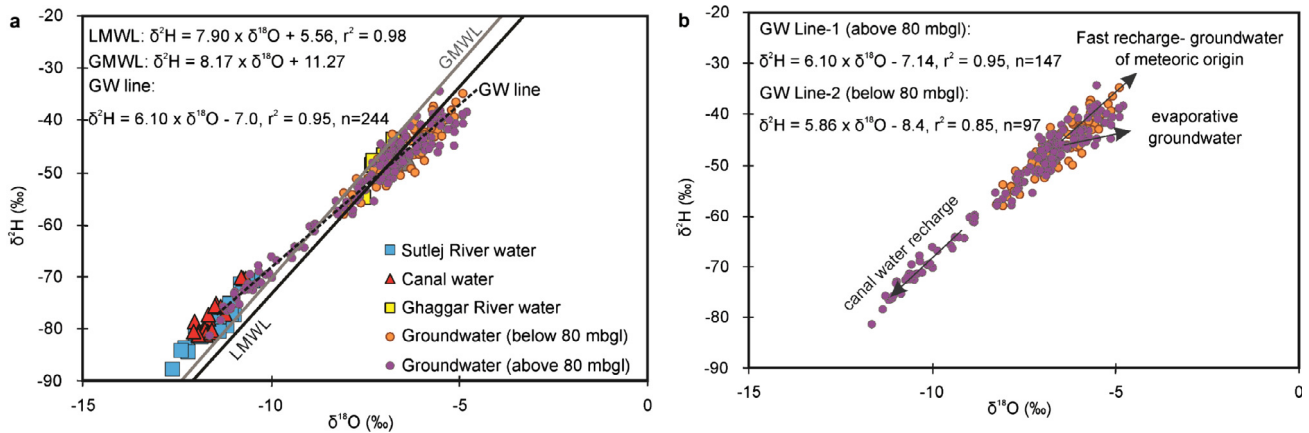 a
LMWL: δ²H = 7.90 x δ¹⁸O + 5.56, r² = 0.98
GMWL: δ²H = 8.17 x δ¹⁸O + 11.27
GW line:
δ²H = 6.10 x δ¹⁸O - 7.0, r² = 0.95, n=244
GMWL
GW line
LMWL
Sutlej River water
Canal water
Ghaggar River water
Groundwater (below 80 mbgl)
Groundwater (above 80 mbgl)
-20
-30
-40
-50
-60
-70
-80
-90
δ²H (‰)
-15
-10
-5
0
δ¹⁸O (‰)
b
GW Line-1 (above 80 mbgl):
δ²H = 6.10 x δ¹⁸O - 7.14, r² = 0.95, n=147
GW Line-2 (below 80 mbgl):
δ²H = 5.86 x δ¹⁸O - 8.4, r² = 0.85, n=97
Fast recharge- groundwater
of meteoric origin
evaporative
groundwater
canal water recharge
-20
-30
-40
-50
-60
-70
-80
-90
δ²H (‰)
-15
-10
-5
0
δ¹⁸O (‰)